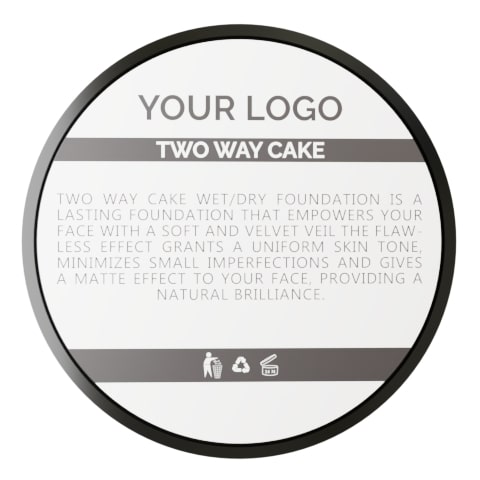 YOUR LOGO
TWO WAY CAKE
TWO WAY CAKE WET/DRY FOUNDATION IS A
LASTING FOUNDATION THAT EMPOWERS YOUR
FACE WITH A SOFT AND VELVET VEIL THE FLAW-
LESS EFFECT GRANTS A UNIFORM SKIN TONE,
MINIMIZES SMALL IMPERFECTIONS AND GIVES
A MATTE EFFECT TO YOUR FACE, PROVIDING A
NATURAL BRILLIANCE.